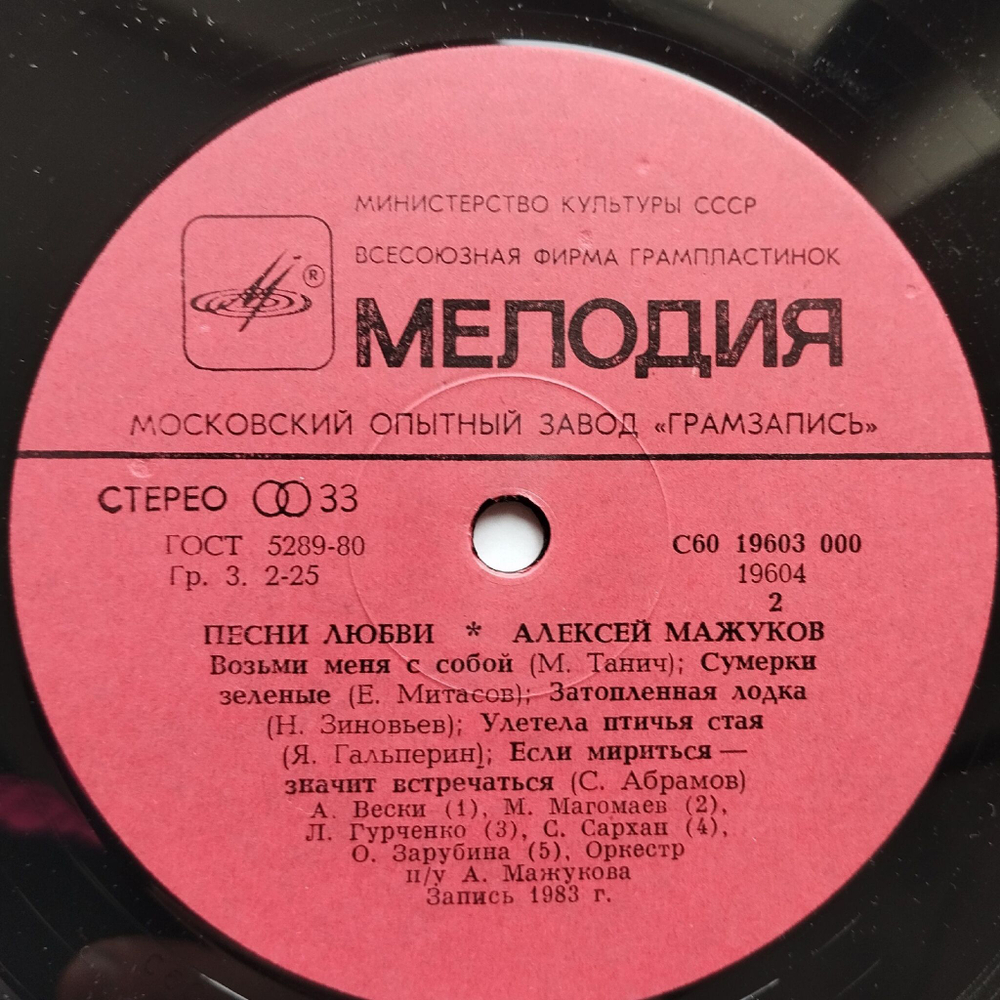 МИНИСТЕРСТВО КУЛЬТУРЫ СССР
ВСЕСОЮЗНАЯ ФИРМА ГРАМПЛАСТИНОК
®
МЕЛОДИЯ
МОСКОВСКИЙ ОПЫТНЫЙ ЗАВОД «ГРАМЗАПИСЬ»
СТЕРЕО 33
ГОСТ 5289-80
Гр. 3. 2-25
С60 19603 000
19604
2
ПЕСНИ ЛЮБВИ * АЛЕКСЕЙ МАЖУКОВ
Возьми меня с собой (М. Танич); Сумерки
зеленые (Е. Митасов); Затопленная лодка
(Н. Зиновьев); Улетела птичья стая
(Я. Гальперин); Если мириться —
значит встречаться (С. Абрамов)
А. Вески (1), М. Магомаев (2),
Л. Гурченко (3), С. Сархан (4),
О. Зарубина (5), Оркестр
п/у А. Мажукова
Запись 1983 г.